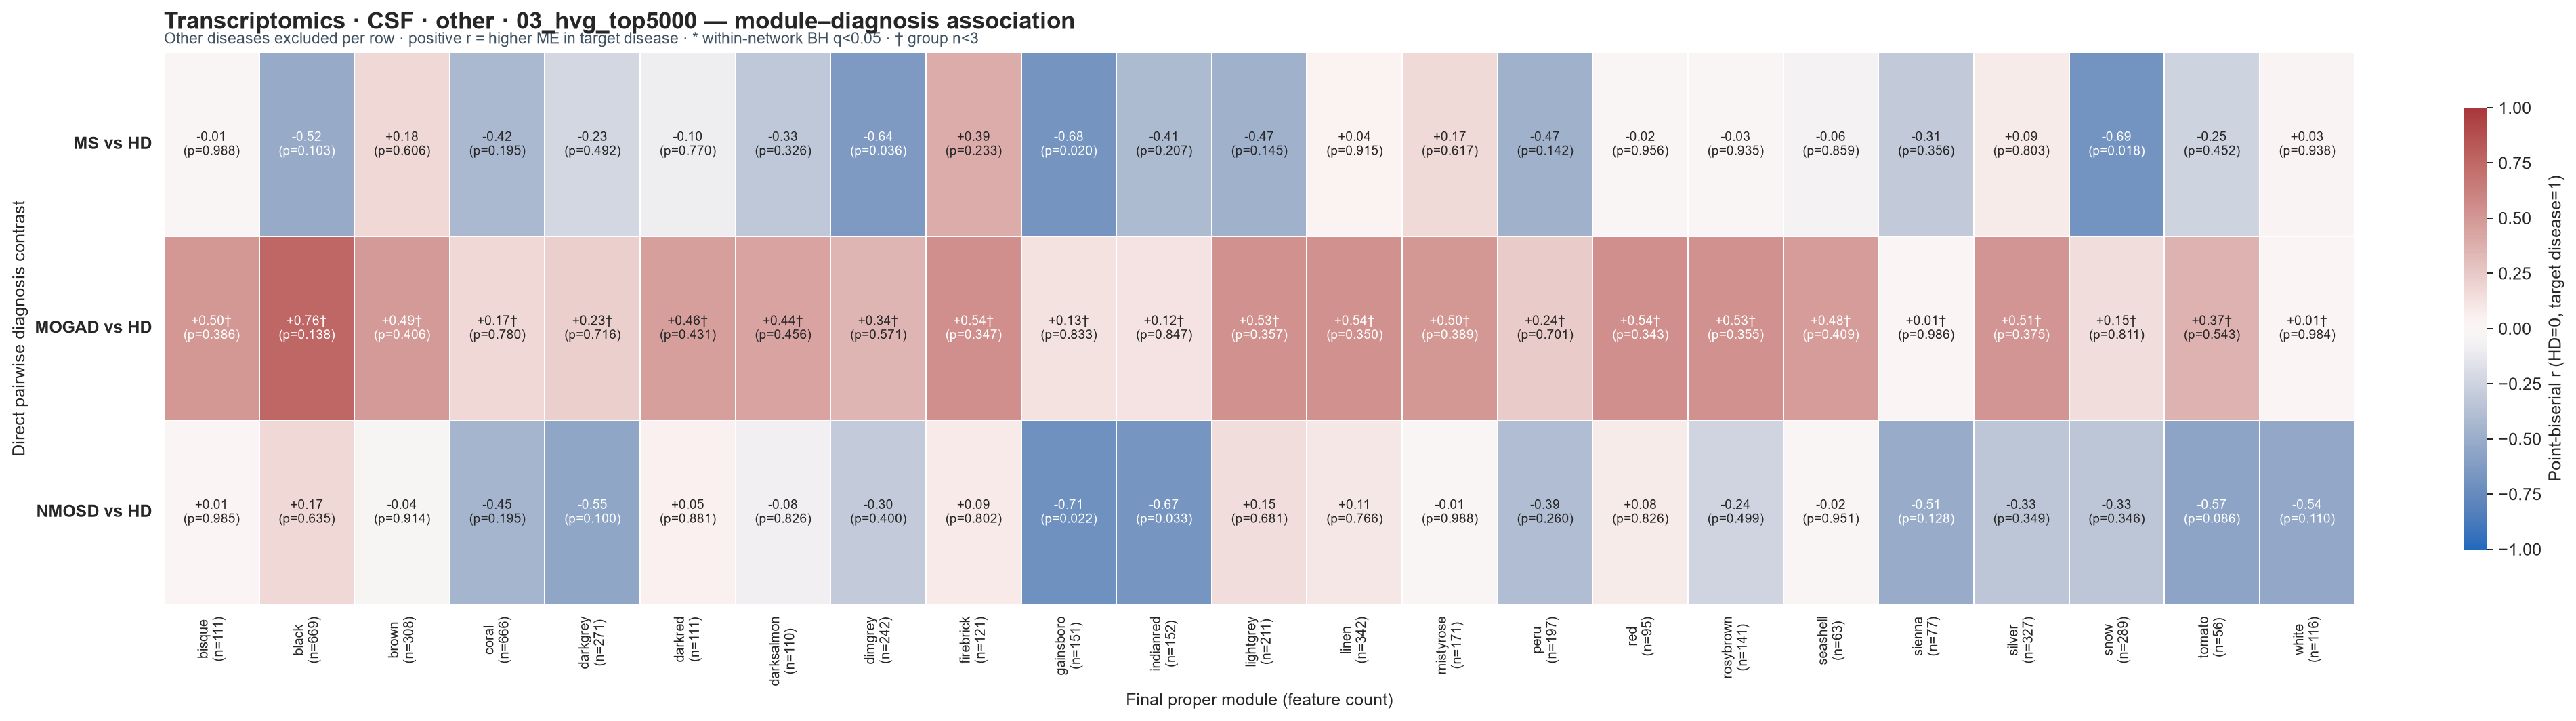 Transcriptomics · CSF · other · 03_hvg_top5000 — module–diagnosis association
Other diseases excluded per row · positive r = higher ME in target disease · * within-network BH q<0.05 · † group n<3
Direct pairwise diagnosis contrast
MS vs HD
-0.01 -0.52 +0.18 -0.42 -0.23 -0.10 -0.33 -0.64 +0.39 -0.68 -0.41 -0.47 +0.04 +0.17 -0.47 -0.02 -0.03 -0.06 -0.31 +0.09 -0.69 -0.25 +0.03
(p=0.988) (p=0.103) (p=0.606) (p=0.195) (p=0.492) (p=0.770) (p=0.326) (p=0.036) (p=0.233) (p=0.020) (p=0.207) (p=0.145) (p=0.915) (p=0.617) (p=0.142) (p=0.956) (p=0.935) (p=0.859) (p=0.356) (p=0.803) (p=0.018) (p=0.452) (p=0.938)
MOGAD vs HD
+0.50† +0.76† +0.49† +0.17† +0.23† +0.46† +0.44† +0.34† +0.54† +0.13† +0.12† +0.53† +0.54† +0.50† +0.24† +0.54† +0.53† +0.48† +0.01† +0.51† +0.15† +0.37† +0.01†
(p=0.386) (p=0.138) (p=0.406) (p=0.780) (p=0.716) (p=0.431) (p=0.456) (p=0.571) (p=0.347) (p=0.833) (p=0.847) (p=0.357) (p=0.350) (p=0.389) (p=0.701) (p=0.343) (p=0.355) (p=0.409) (p=0.986) (p=0.375) (p=0.811) (p=0.543) (p=0.984)
NMOSD vs HD
+0.01 +0.17 -0.04 -0.45 -0.55 +0.05 -0.08 -0.30 +0.09 -0.71 -0.67 +0.15 +0.11 -0.01 -0.39 +0.08 -0.24 -0.02 -0.51 -0.33 -0.33 -0.57 -0.54
(p=0.985) (p=0.635) (p=0.914) (p=0.195) (p=0.100) (p=0.881) (p=0.826) (p=0.400) (p=0.802) (p=0.022) (p=0.033) (p=0.681) (p=0.766) (p=0.988) (p=0.260) (p=0.826) (p=0.499) (p=0.951) (p=0.128) (p=0.349) (p=0.346) (p=0.086) (p=0.110)
bisque
(n=111)
black
(n=669)
brown
(n=308)
coral
(n=666)
darkgrey
(n=271)
darkred
(n=111)
darksalmon
(n=110)
dimgrey
(n=242)
firebrick
(n=121)
gainsboro
(n=151)
indianred
(n=152)
lightgrey
(n=211)
linen
(n=342)
mistyrose
(n=171)
peru
(n=197)
red
(n=95)
rosybrown
(n=141)
seashell
(n=63)
sienna
(n=77)
silver
(n=327)
snow
(n=289)
tomato
(n=56)
white
(n=116)
Final proper module (feature count)
1.00
0.75
0.50
0.25
0.00
−0.25
−0.50
−0.75
−1.00
Point-biserial r (HD=0, target disease=1)